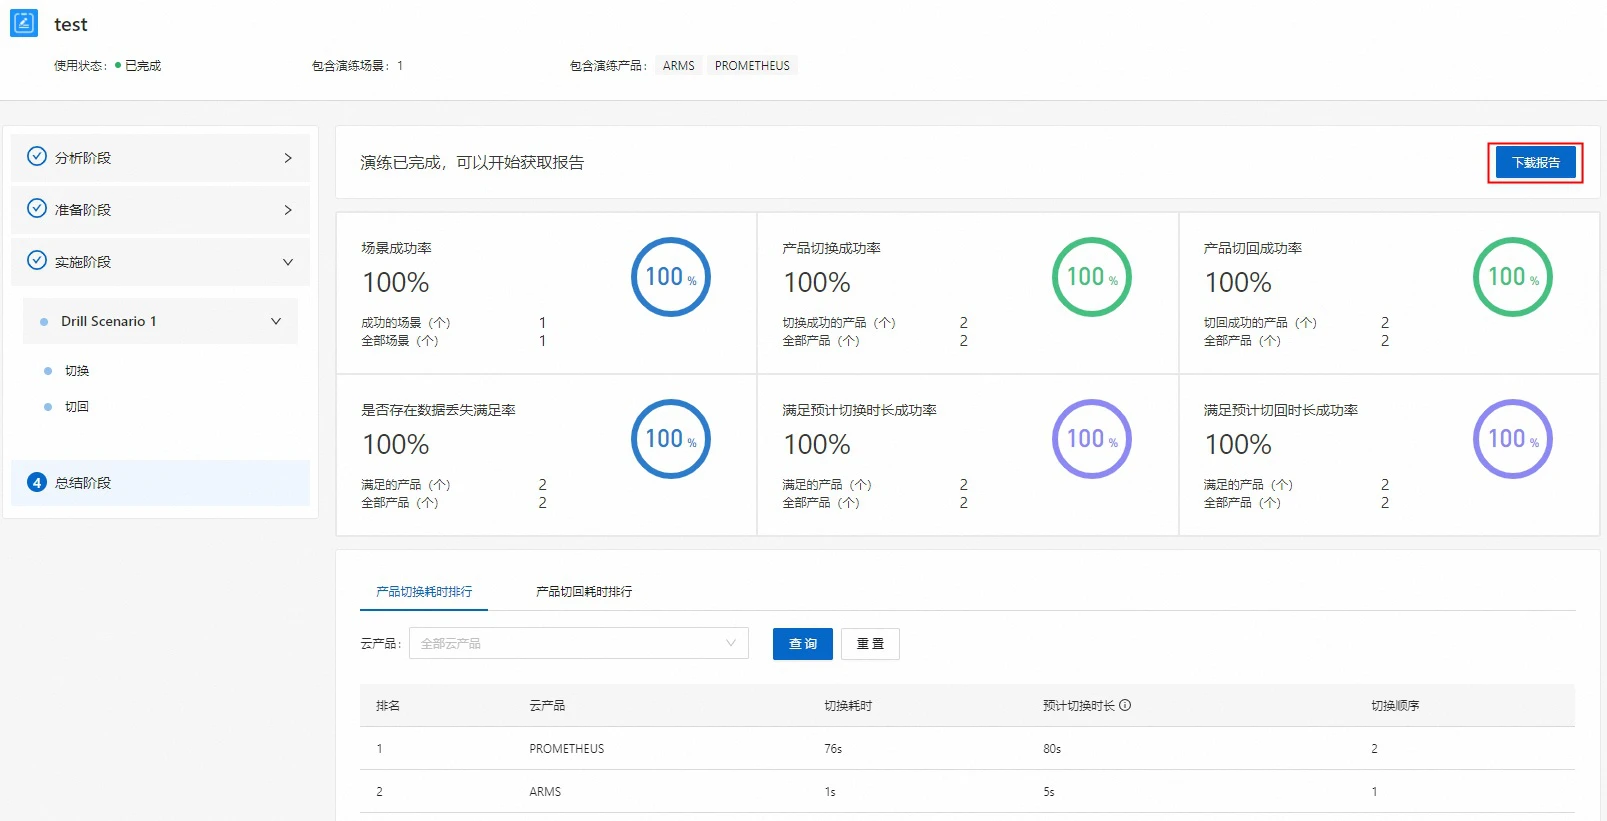 test
使用状态： 已完成 包含演练场景： 1 包含演练产品： ARMS PROMETHEUS
分析阶段
准备阶段
实施阶段
Drill Scenario 1
切换
切回
4 总结阶段
演练已完成，可以开始获取报告 下载报告
场景成功率
100%
100 %
成功的场景（个） 1
全部场景（个） 1
产品切换成功率
100%
100 %
切换成功的产品（个） 2
全部产品（个） 2
产品切回成功率
100%
100 %
切回成功的产品（个） 2
全部产品（个） 2
是否存在数据丢失满足率
100%
100 %
满足的产品（个） 2
全部产品（个） 2
满足预计切换时长成功率
100%
100 %
满足的产品（个） 2
全部产品（个） 2
满足预计切回时长成功率
100%
100 %
满足的产品（个） 2
全部产品（个） 2
产品切换耗时排行 产品切回耗时排行
云产品： 全部云产品 查 询 重 置
排名 云产品 切换耗时 预计切换时长 切换顺序
1 PROMETHEUS 76s 80s 2
2 ARMS 1s 5s 1